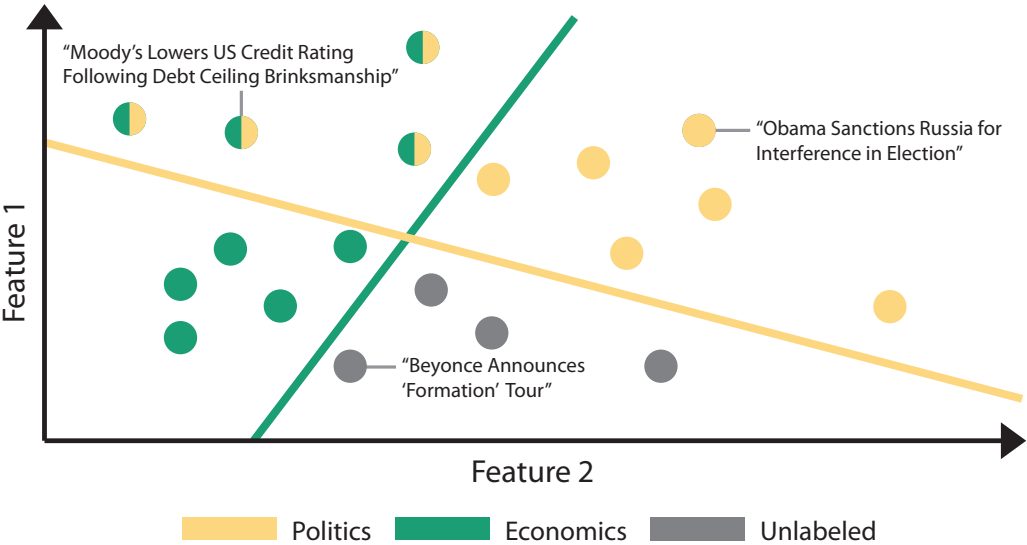 “Moody’s Lowers US Credit Rating
Following Debt Ceiling Brinksmanship”
“Obama Sanctions Russia for
Interference in Election”
Feature 1
“Beyonce Announces
‘Formation’ Tour”
Feature 2
Politics
Economics
Unlabeled